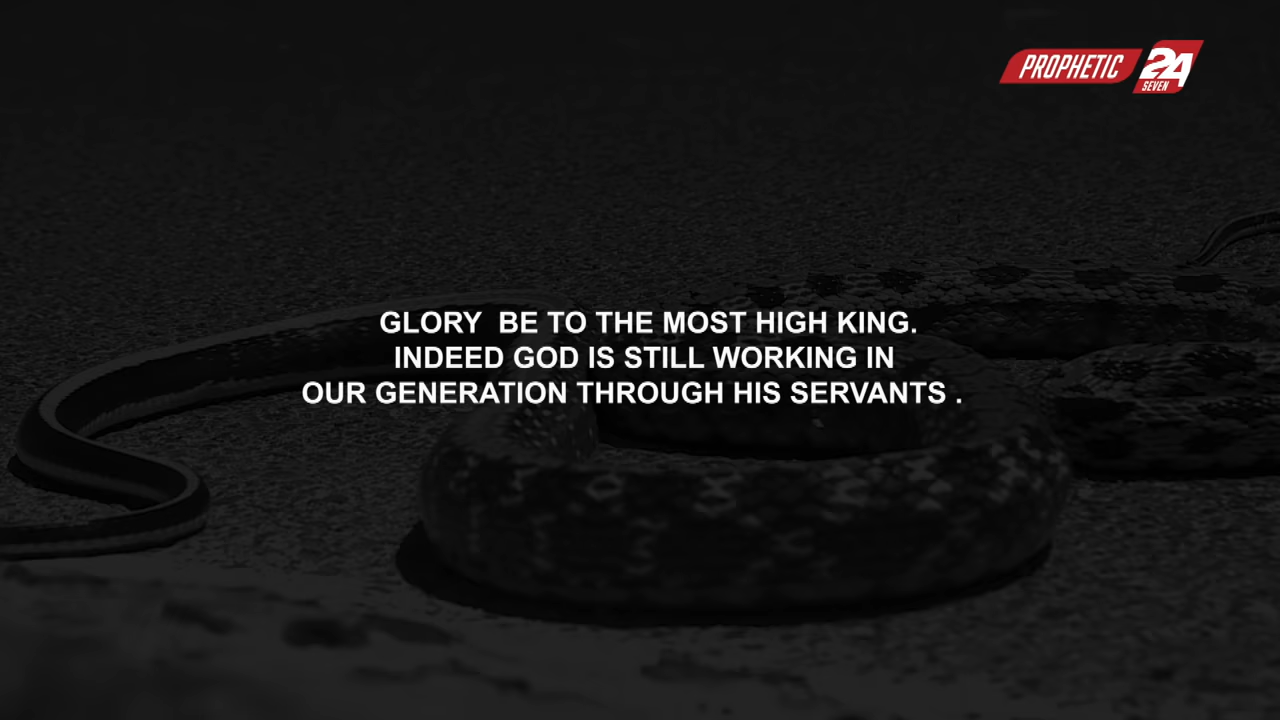 PROPHETIC 24
SEVEN
GLORY  BE TO THE MOST HIGH KING.
INDEED GOD IS STILL WORKING IN
OUR GENERATION THROUGH HIS SERVANTS .